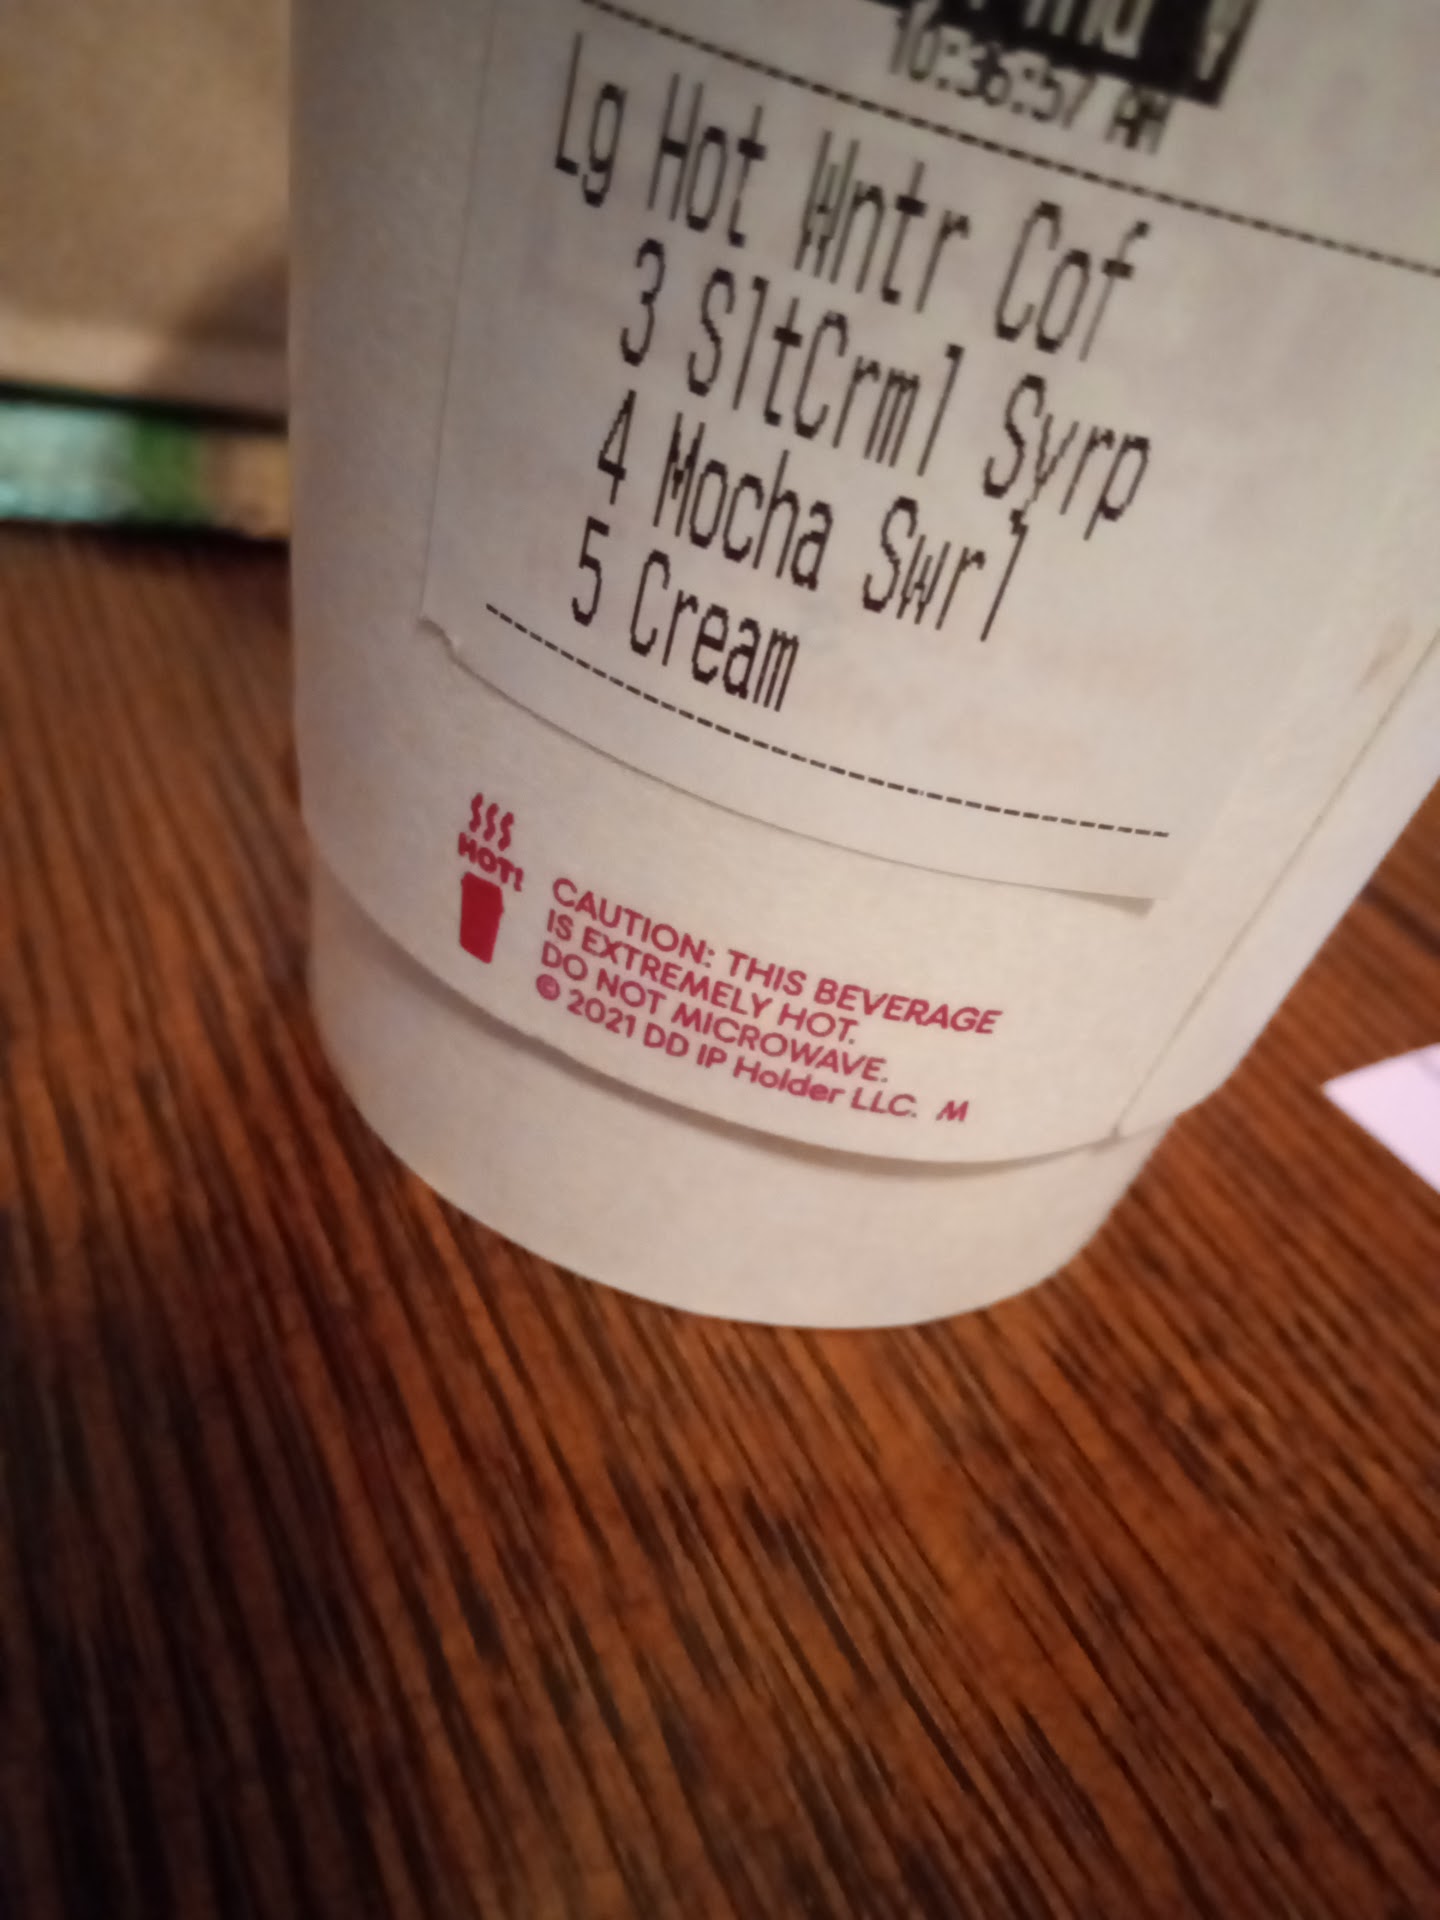 10:36:57 AM
Lg Hot Wntr Cof
3 SltCrml Syrp
4 Mocha Swrl
5 Cream
HOT!
CAUTION: THIS BEVERAGE
IS EXTREMELY HOT.
DO NOT MICROWAVE.
© 2021 DD IP Holder LLC. M